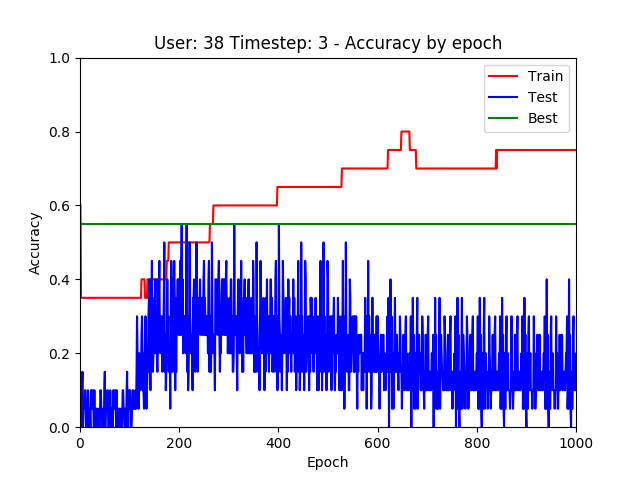 User: 38 Timestep: 3 - Accuracy by epoch
1.0
0.8
0.6
0.4
0.2
0.0
Accuracy
Train
Test
Best
0 200 400 600 800 1000
Epoch